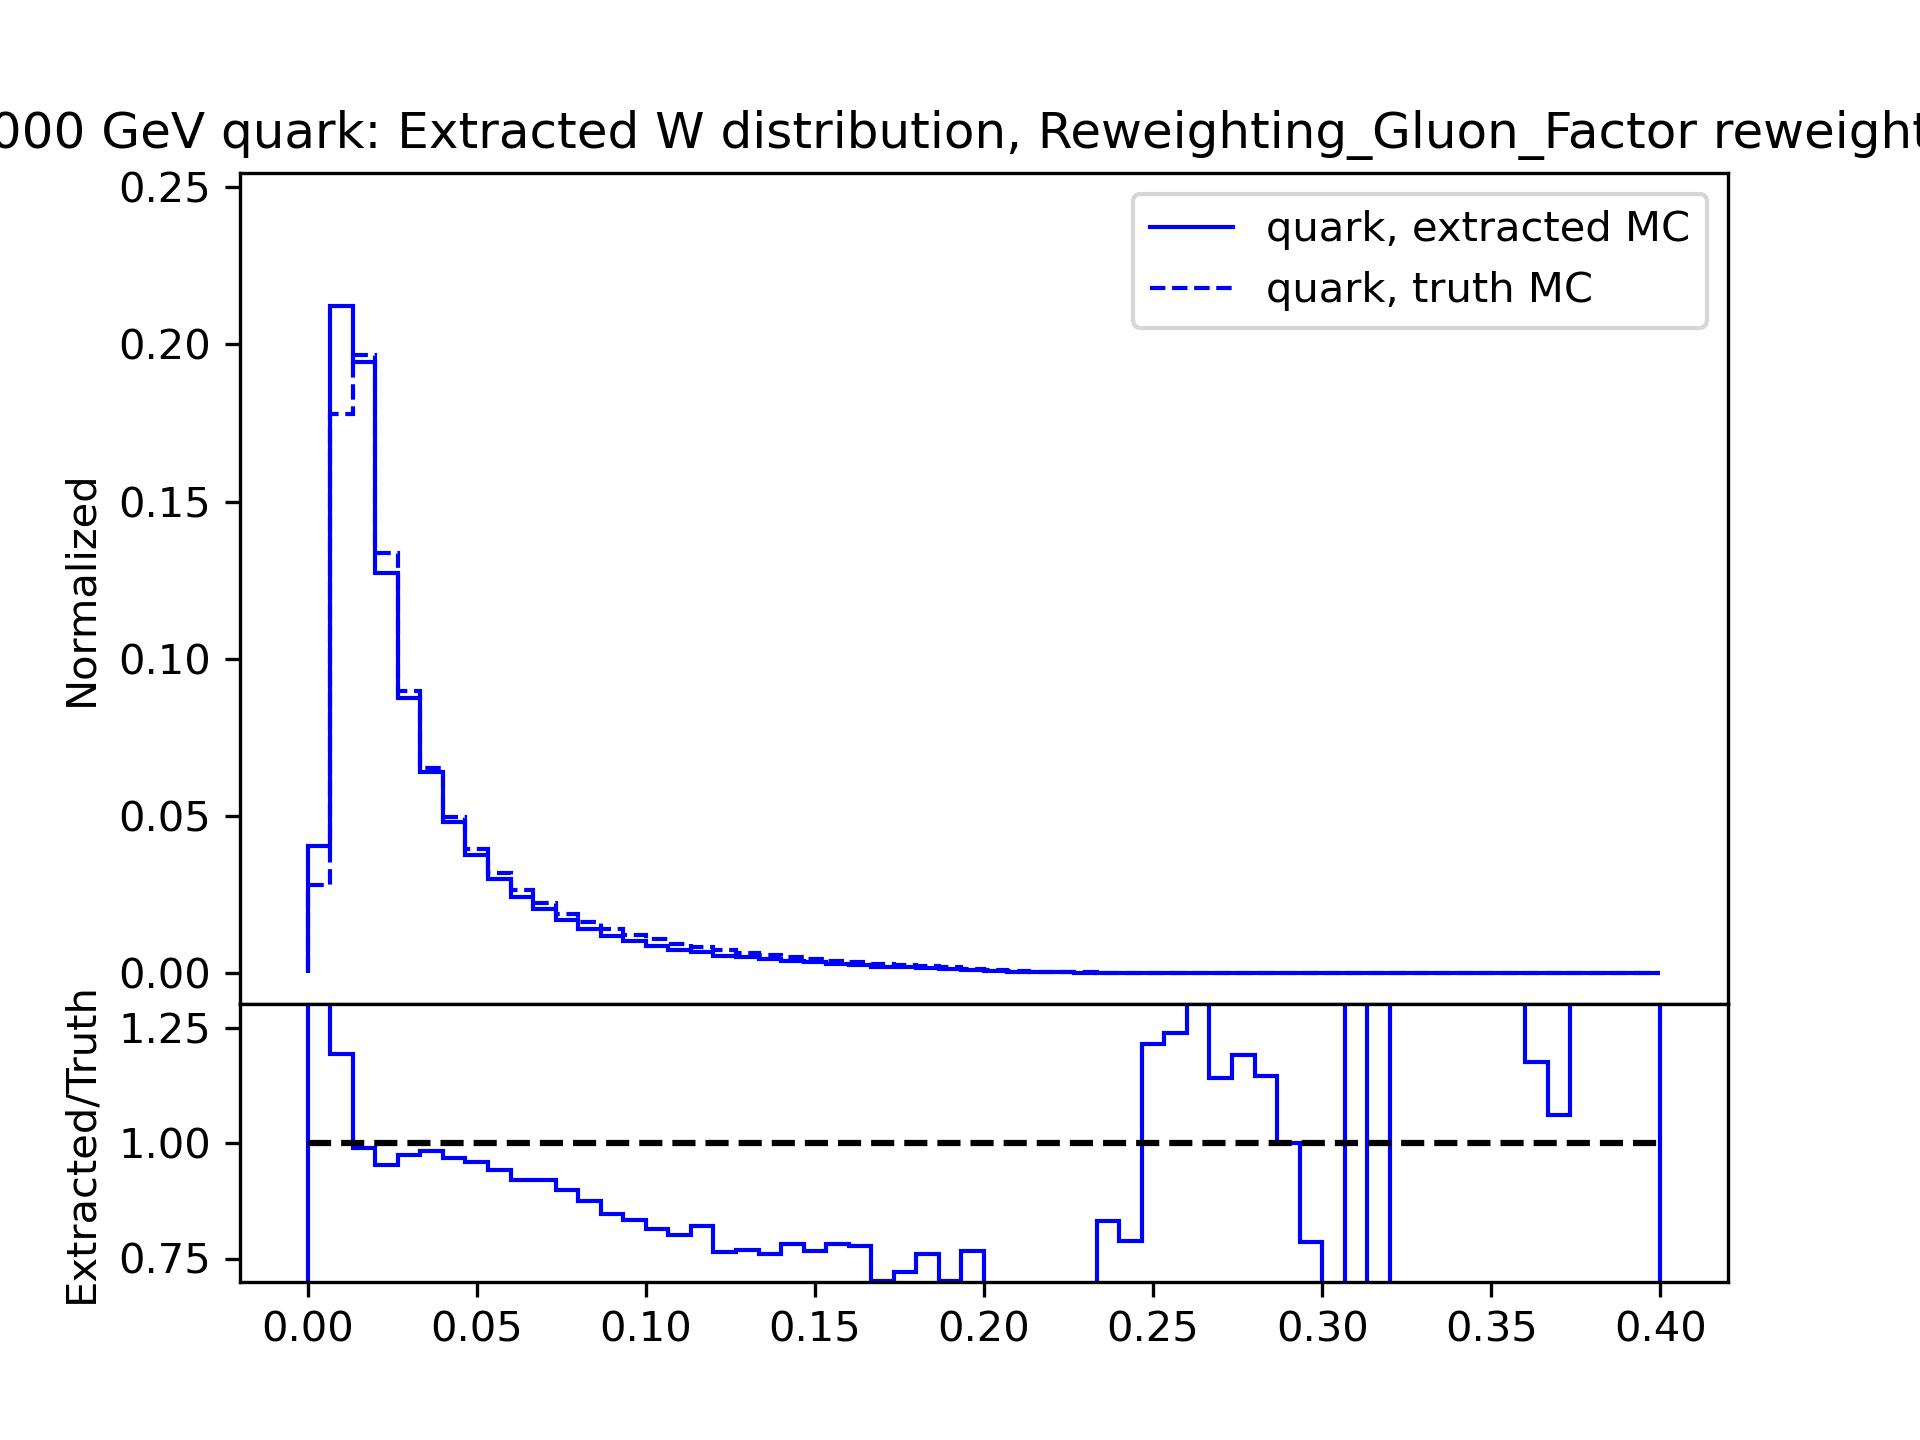 000 GeV quark: Extracted W distribution, Reweighting_Gluon_Factor reweight
quark, extracted MC
quark, truth MC
Normalized
0.25
0.20
0.15
0.10
0.05
0.00
Extracted/Truth
1.25
1.00
0.75
0.00 0.05 0.10 0.15 0.20 0.25 0.30 0.35 0.40